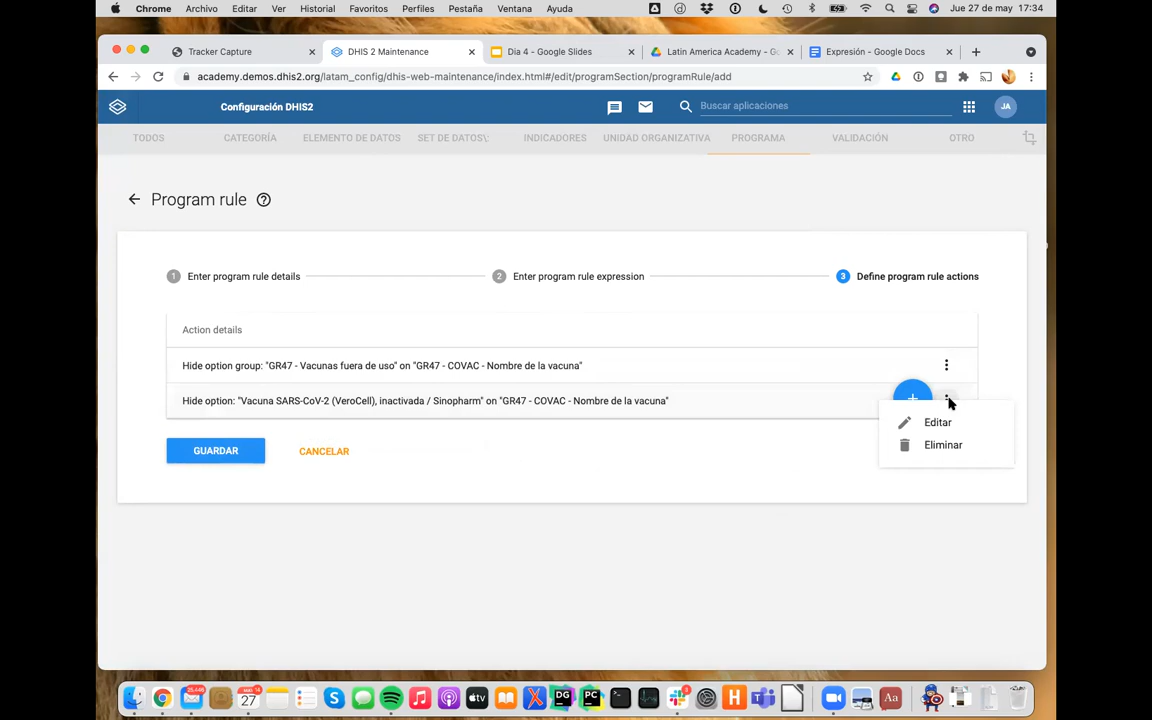 Chrome Archivo Editar Ver Historial Favoritos Perfiles Pestaña Ventana Ayuda Jue 27 de may 17:34
Tracker Capture DHIS 2 Maintenance Dia 4 - Google Slides Latin America Academy - Go Expresión - Google Docs
academy.demos.dhis2.org/latam_config/dhis-web-maintenance/index.html#/edit/programSection/programRule/add
Configuración DHIS2 Buscar aplicaciones JA
TODOS CATEGORÍA ELEMENTO DE DATOS SET DE DATOS\; INDICADORES UNIDAD ORGANIZATIVA PROGRAMA VALIDACIÓN OTRO
Program rule
1 Enter program rule details 2 Enter program rule expression 3 Define program rule actions
Action details
Hide option group: "GR47 - Vacunas fuera de uso" on "GR47 - COVAC - Nombre de la vacuna"
Hide option: "Vacuna SARS-CoV-2 (VeroCell), inactivada / Sinopharm" on "GR47 - COVAC - Nombre de la vacuna"
Editar
Eliminar
GUARDAR CANCELAR